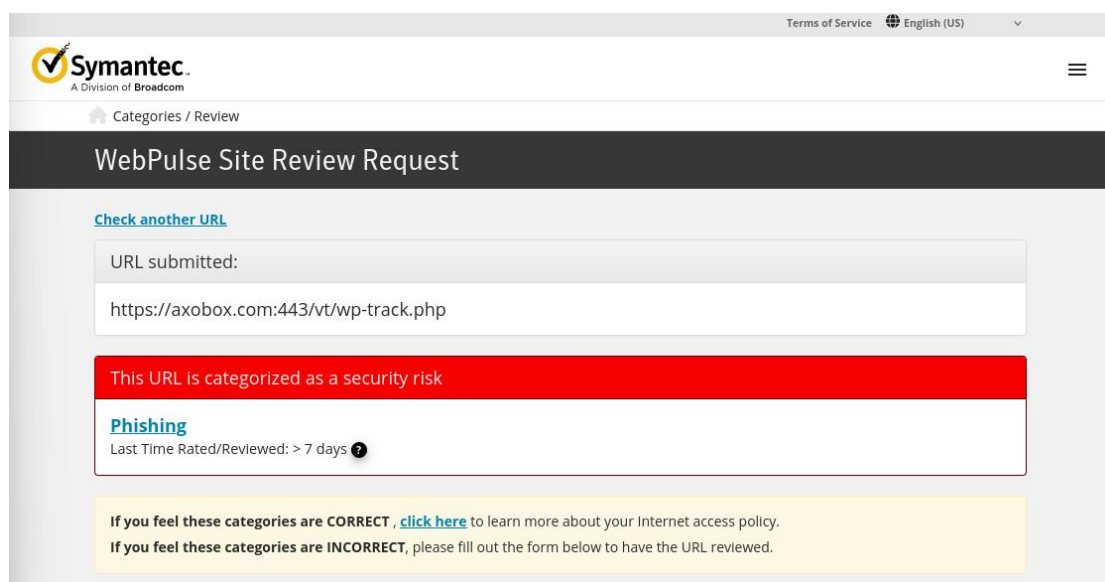 Terms of Service English (US)
Symantec™
A Division of Broadcom
Categories / Review
WebPulse Site Review Request
Check another URL
URL submitted:
https://axobox.com:443/vt/wp-track.php
This URL is categorized as a security risk
Phishing
Last Time Rated/Reviewed: > 7 days ?
If you feel these categories are CORRECT , click here to learn more about your Internet access policy.
If you feel these categories are INCORRECT, please fill out the form below to have the URL reviewed.